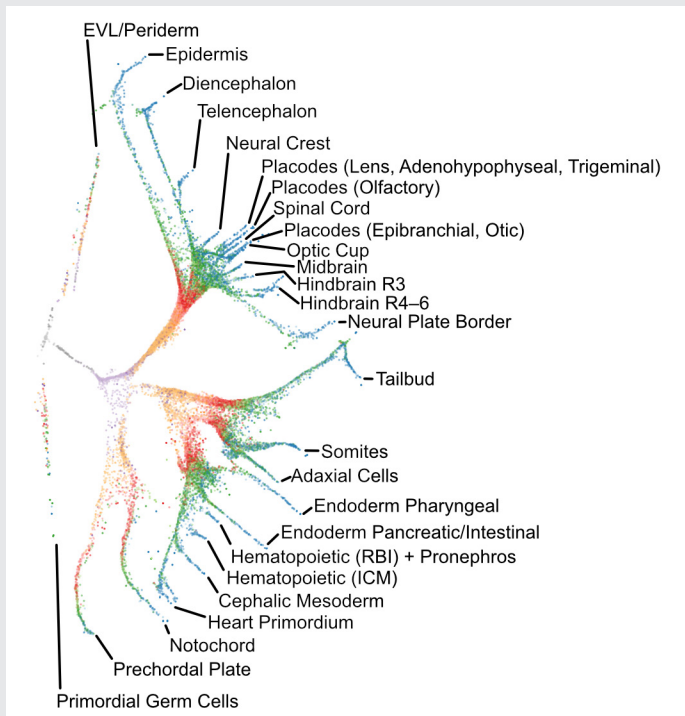 EVL/Periderm
Epidermis
Diencephalon
Telencephalon
Neural Crest
Placodes (Lens, Adenohypophyseal, Trigeminal)
Placodes (Olfactory)
Spinal Cord
Placodes (Epibranchial, Otic)
Optic Cup
Midbrain
Hindbrain R3
Hindbrain R4–6
Neural Plate Border
Tailbud
Somites
Adaxial Cells
Endoderm Pharyngeal
Endoderm Pancreatic/Intestinal
Hematopoietic (RBI) + Pronephros
Hematopoietic (ICM)
Cephalic Mesoderm
Heart Primordium
Notochord
Prechordal Plate
Primordial Germ Cells